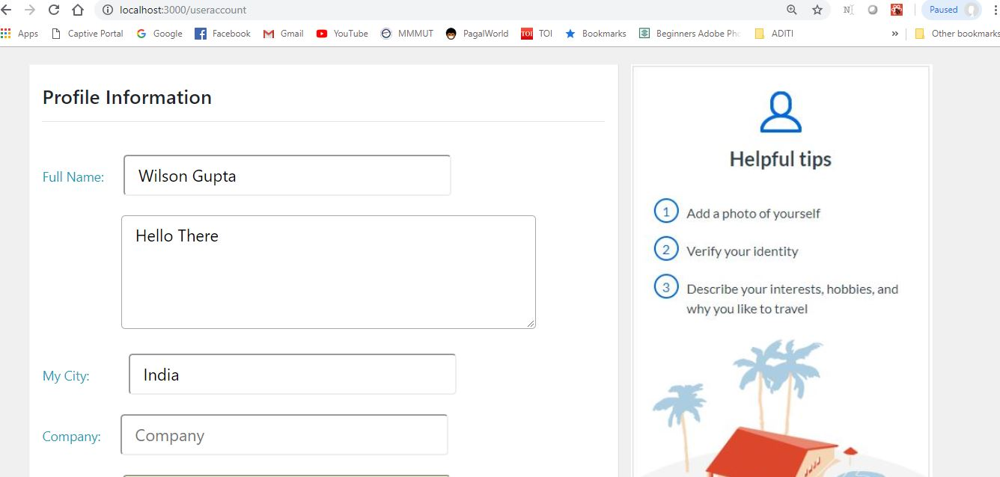 localhost:3000/useraccount
Paused
Apps
Captive Portal
Google
Facebook
Gmail
YouTube
MMMUT
PagalWorld
TOI
TOI
Bookmarks
Beginners Adobe Pho
ADITI
»
Other bookmarks
Profile Information
Full Name:
Wilson Gupta
Hello There
My City:
India
Company:
Company
Helpful tips
1 Add a photo of yourself
2 Verify your identity
3 Describe your interests, hobbies, and
why you like to travel